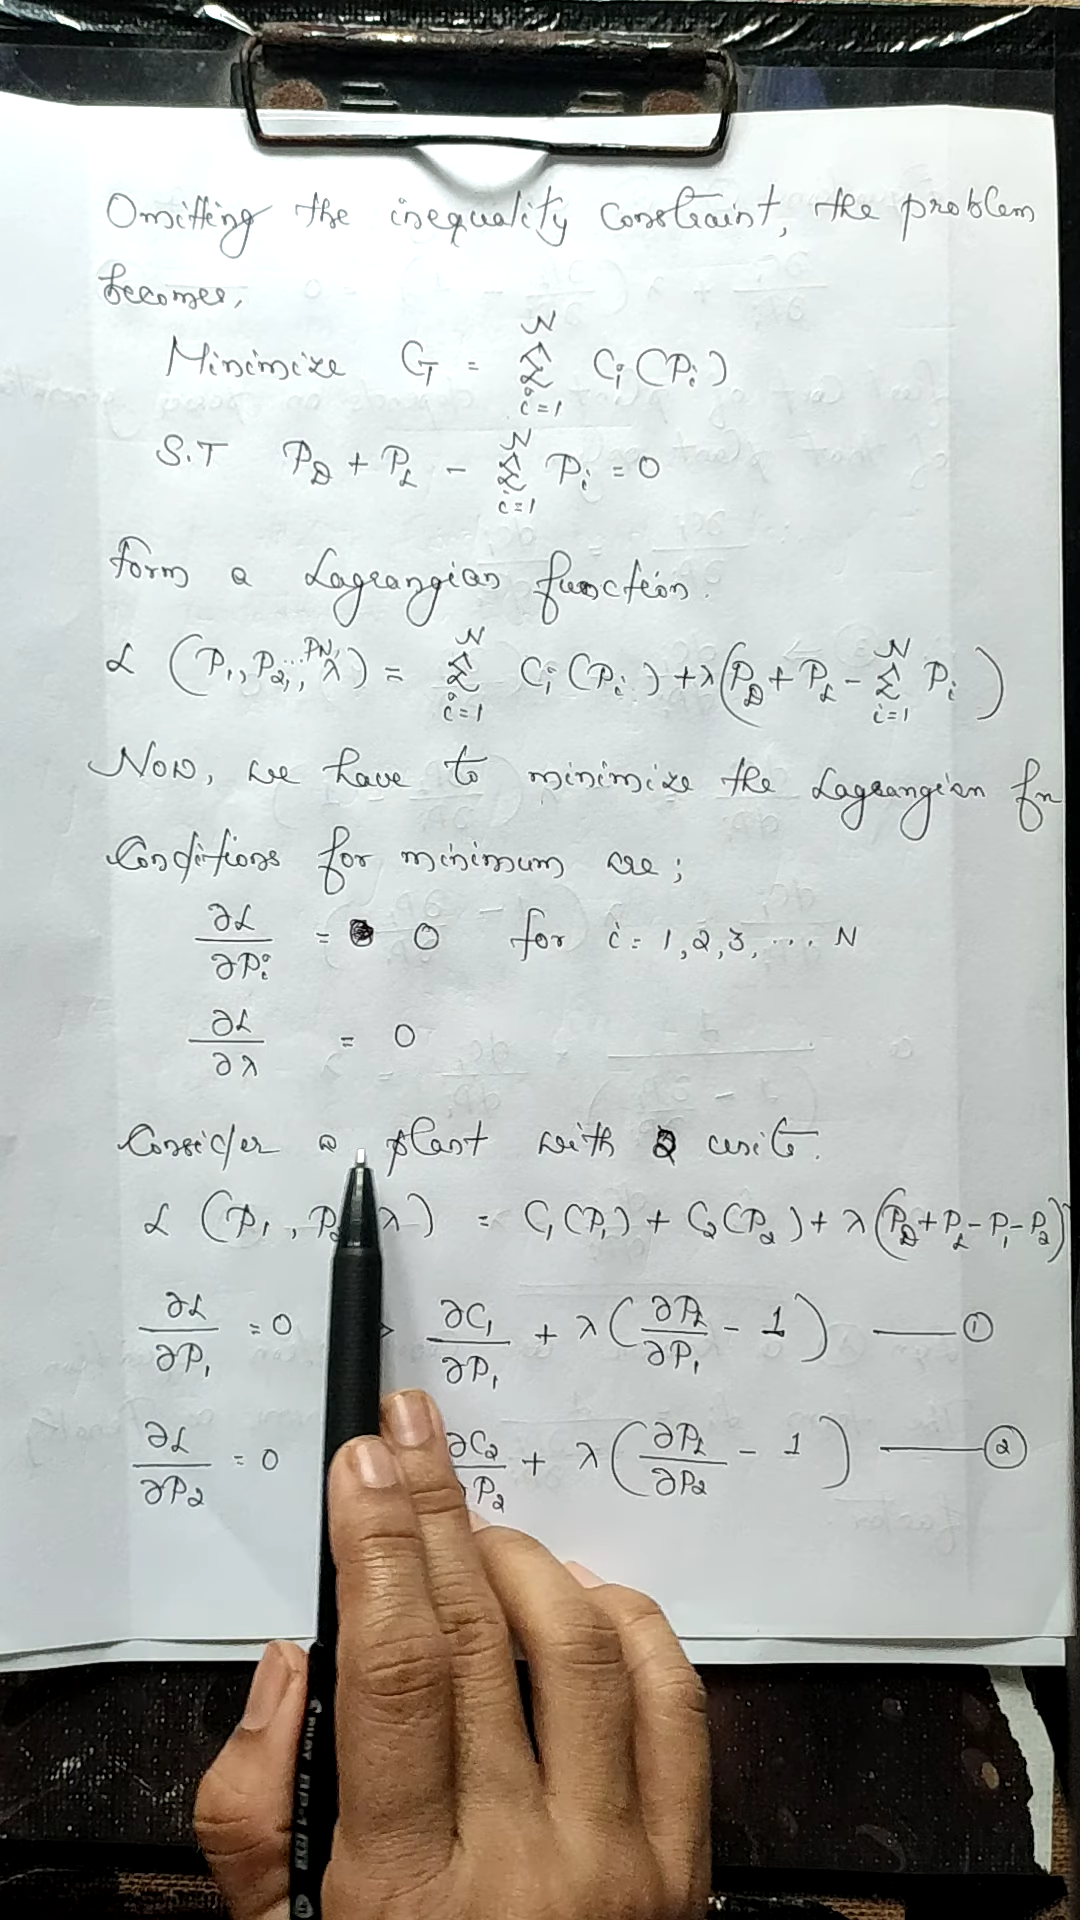 Omitting the inequality constraint, the problem
becomes,
Minimize C_T = Σ_{i=1}^{N} C_i (P_i)
S.T P_D + P_L - Σ_{i=1}^{N} P_i = 0
Form a Lagrangian function.
L (P_1, P_2, ... P_N, λ) = Σ_{i=1}^{N} C_i (P_i) + λ(P_D + P_L - Σ_{i=1}^{N} P_i)
Now, we have to minimize the Lagrangian fn
Conditions for minimum are;
∂L/∂P_i = 0 for i = 1, 2, 3, ... N
∂L/∂λ = 0
Consider a plant with 2 units.
L (P_1, P_2 λ) = C_1(P_1) + C_2(P_2) + λ(P_D + P_L - P_1 - P_2)
∂L/∂P_1 = 0 > ∂C_1/∂P_1 + λ(∂P_L/∂P_1 - 1) —— ①
∂L/∂P_2 = 0 ∂C_2/∂P_2 + λ(∂P_L/∂P_2 - 1) —— ②
PILOT